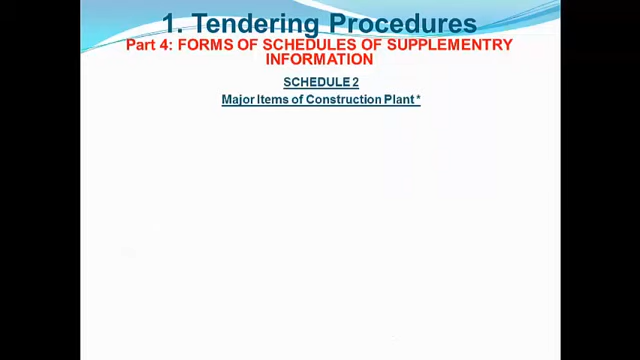 1. Tendering Procedures
Part 4: FORMS OF SCHEDULES OF SUPPLEMENTRY
INFORMATION
SCHEDULE 2
Major Items of Construction Plant *